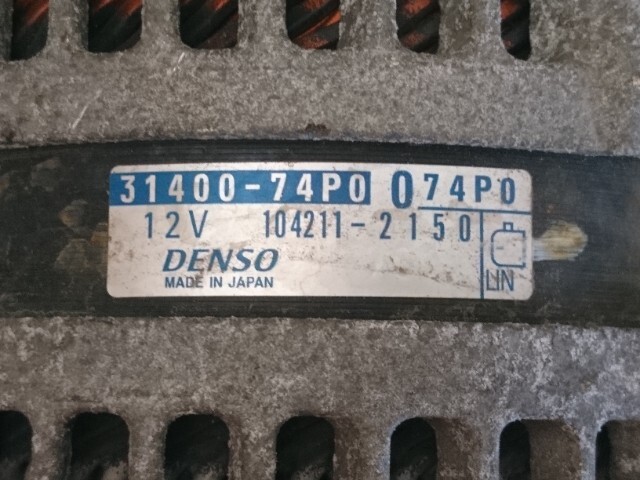 31400-74P0 074P0
12V 104211-2150
DENSO
MADE IN JAPAN
LIN